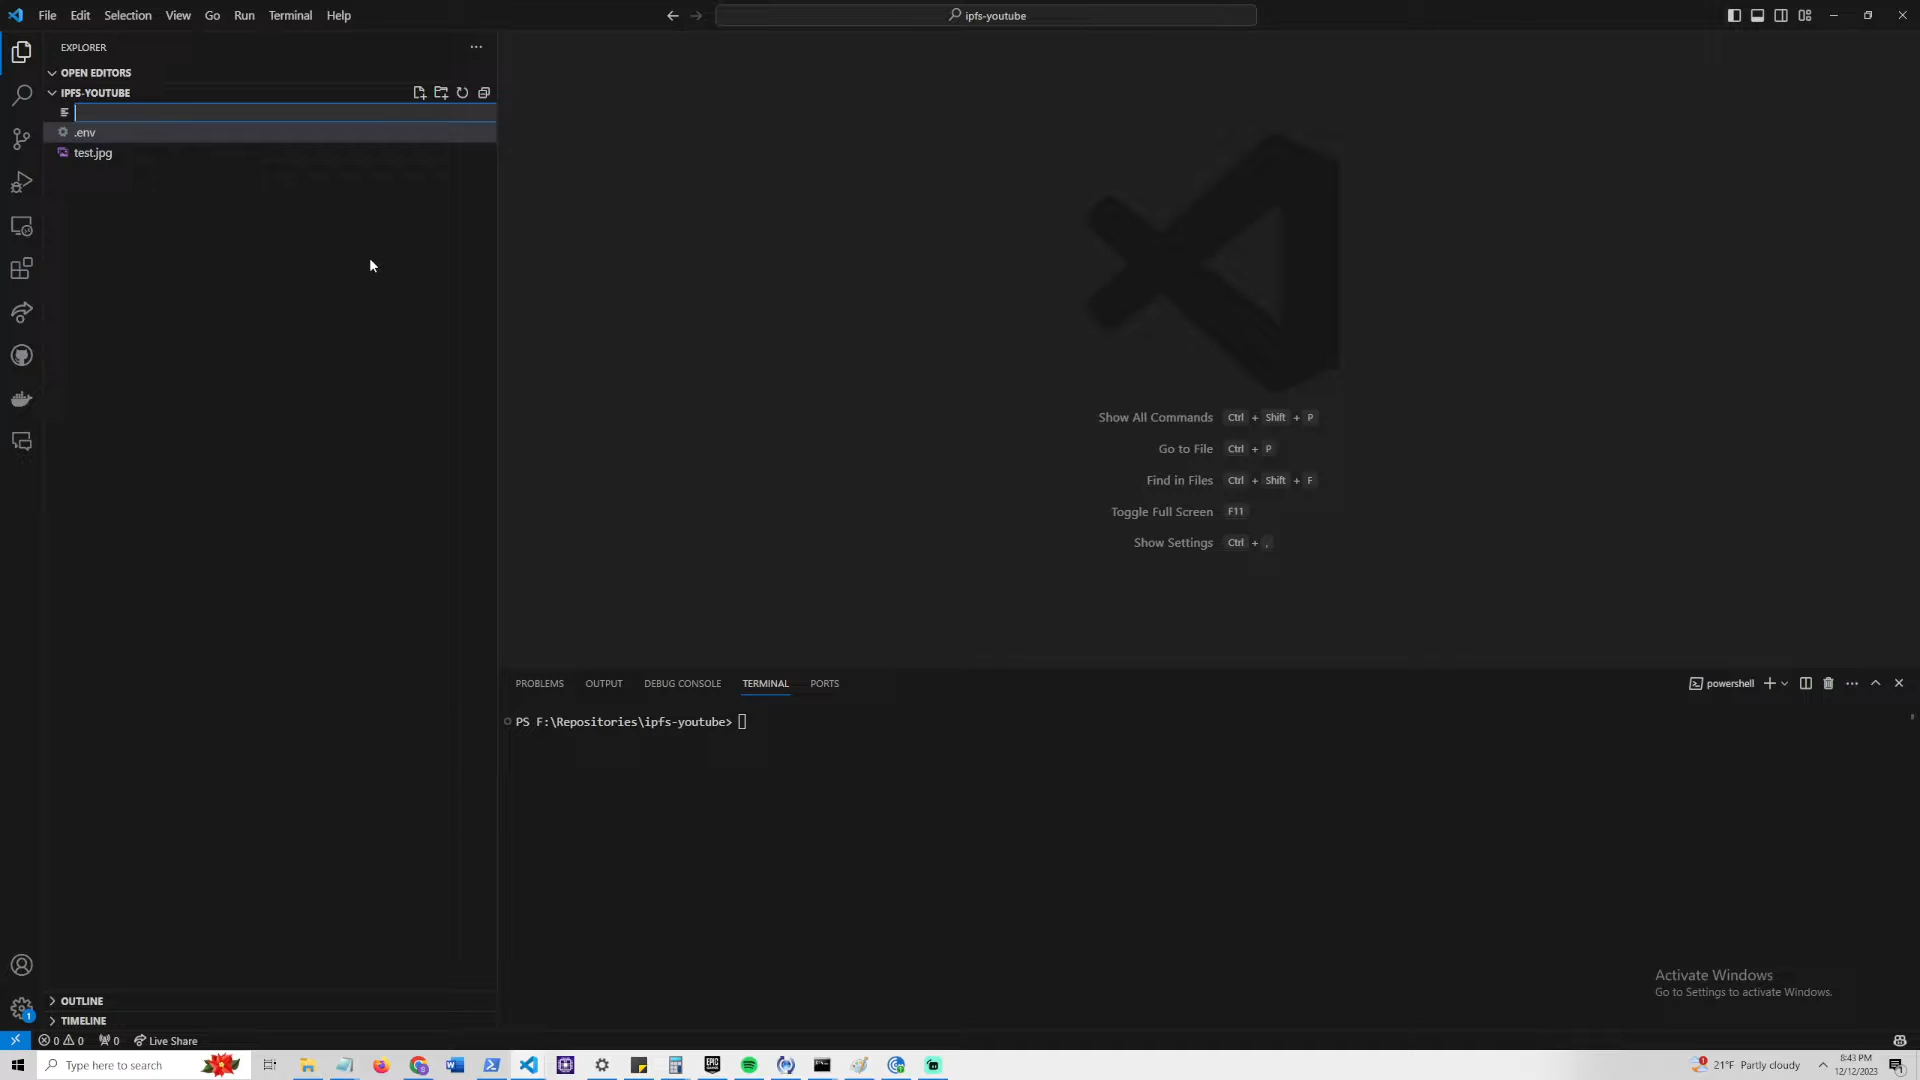 File Edit Selection View Go Run Terminal Help
ipfs-youtube
EXPLORER
OPEN EDITORS
IPFS-YOUTUBE
.env
test.jpg
Show All Commands Ctrl + Shift + P
Go to File Ctrl + P
Find in Files Ctrl + Shift + F
Toggle Full Screen F11
Show Settings Ctrl + ,
PROBLEMS OUTPUT DEBUG CONSOLE TERMINAL PORTS
powershell
PS F:\Repositories\ipfs-youtube>
Activate Windows
Go to Settings to activate Windows.
OUTLINE
TIMELINE
1
0 0 0 Live Share
Type here to search
21°F Partly cloudy
8:43 PM
12/12/2023